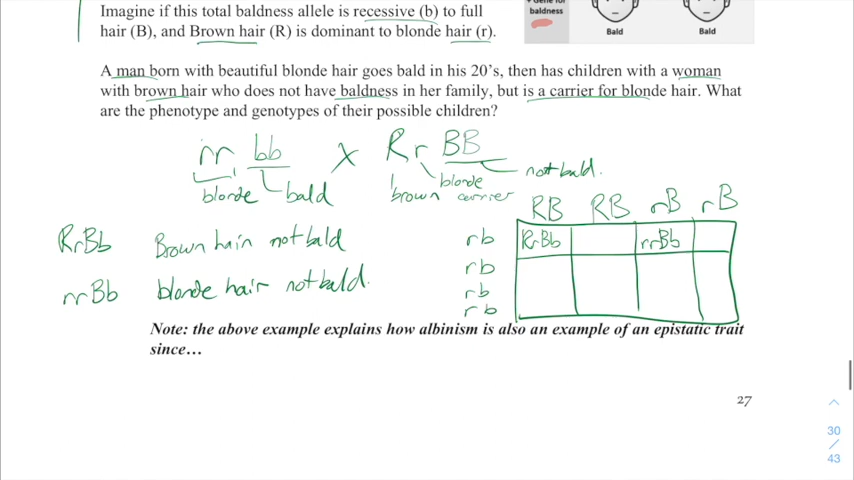 + Gene for
Imagine if this total baldness allele is recessive (b) to full
baldness
hair (B), and Brown hair (R) is dominant to blonde hair (r).
Bald
Bald
A man born with beautiful blonde hair goes bald in his 20's, then has children with a woman
with brown hair who does not have baldness in her family, but is a carrier for blonde hair. What
are the phenotype and genotypes of their possible children?
rr bb X Rr BB
not bald.
blonde bald brown blonde carrier
RB RB rB rB
RrBb Brown hair not bald rb RrBb rrBb
rb
rrBb blonde hair not bald. rb
rb
Note: the above example explains how albinism is also an example of an epistatic trait
since…
27
30
/
43